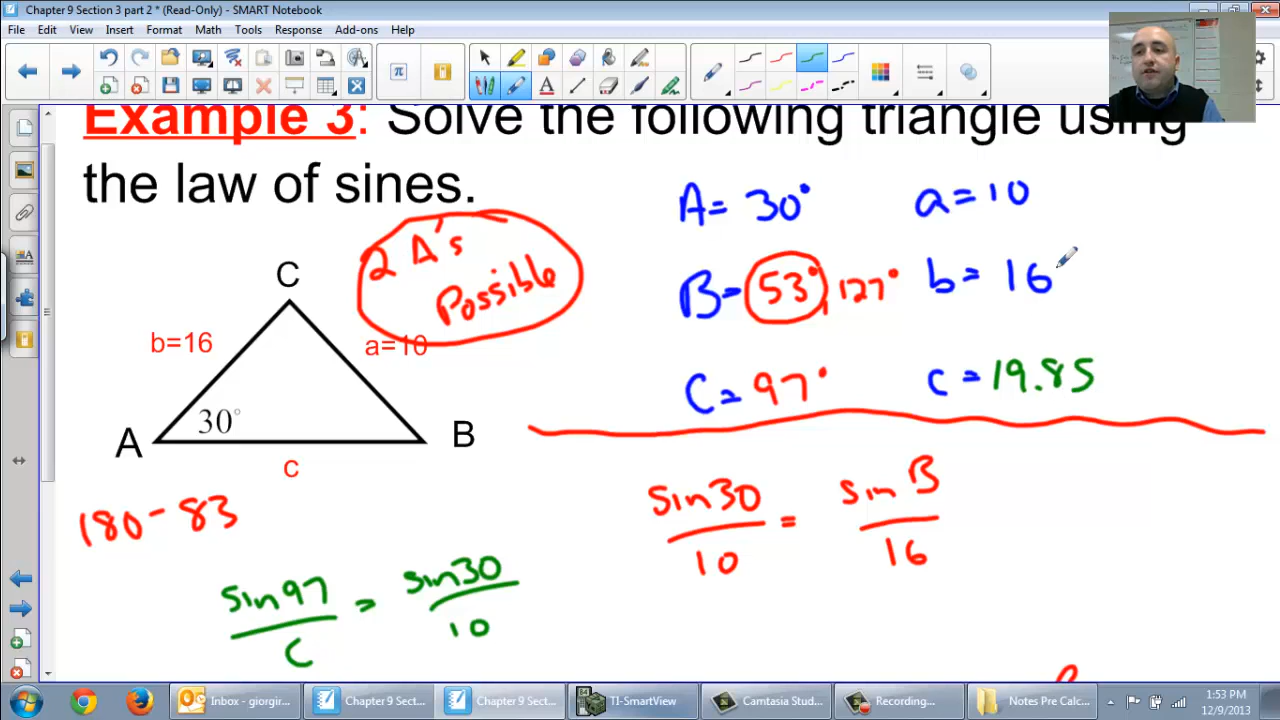 Chapter 9 Section 3 part 2 * (Read-Only) - SMART Notebook
File Edit View Insert Format Math Tools Window Add-ons Help
Example 3: Solve the following triangle using
the law of sines.
2 A's
Possible
A = 30° a = 10
B = 53°, 127° b = 16
C = 97° c = 19.85
C
b=16 a=10
30°
A B
c
180 - 83
sin30 = sin B
10 16
sin97 = sin30
C 10
Inbox - giorgir... Chapter 9 Sect... Chapter 9 Sect... TI-SmartView Camtasia Stud... Recording... Notes Pre Calc...
1:53 PM
12/9/2013